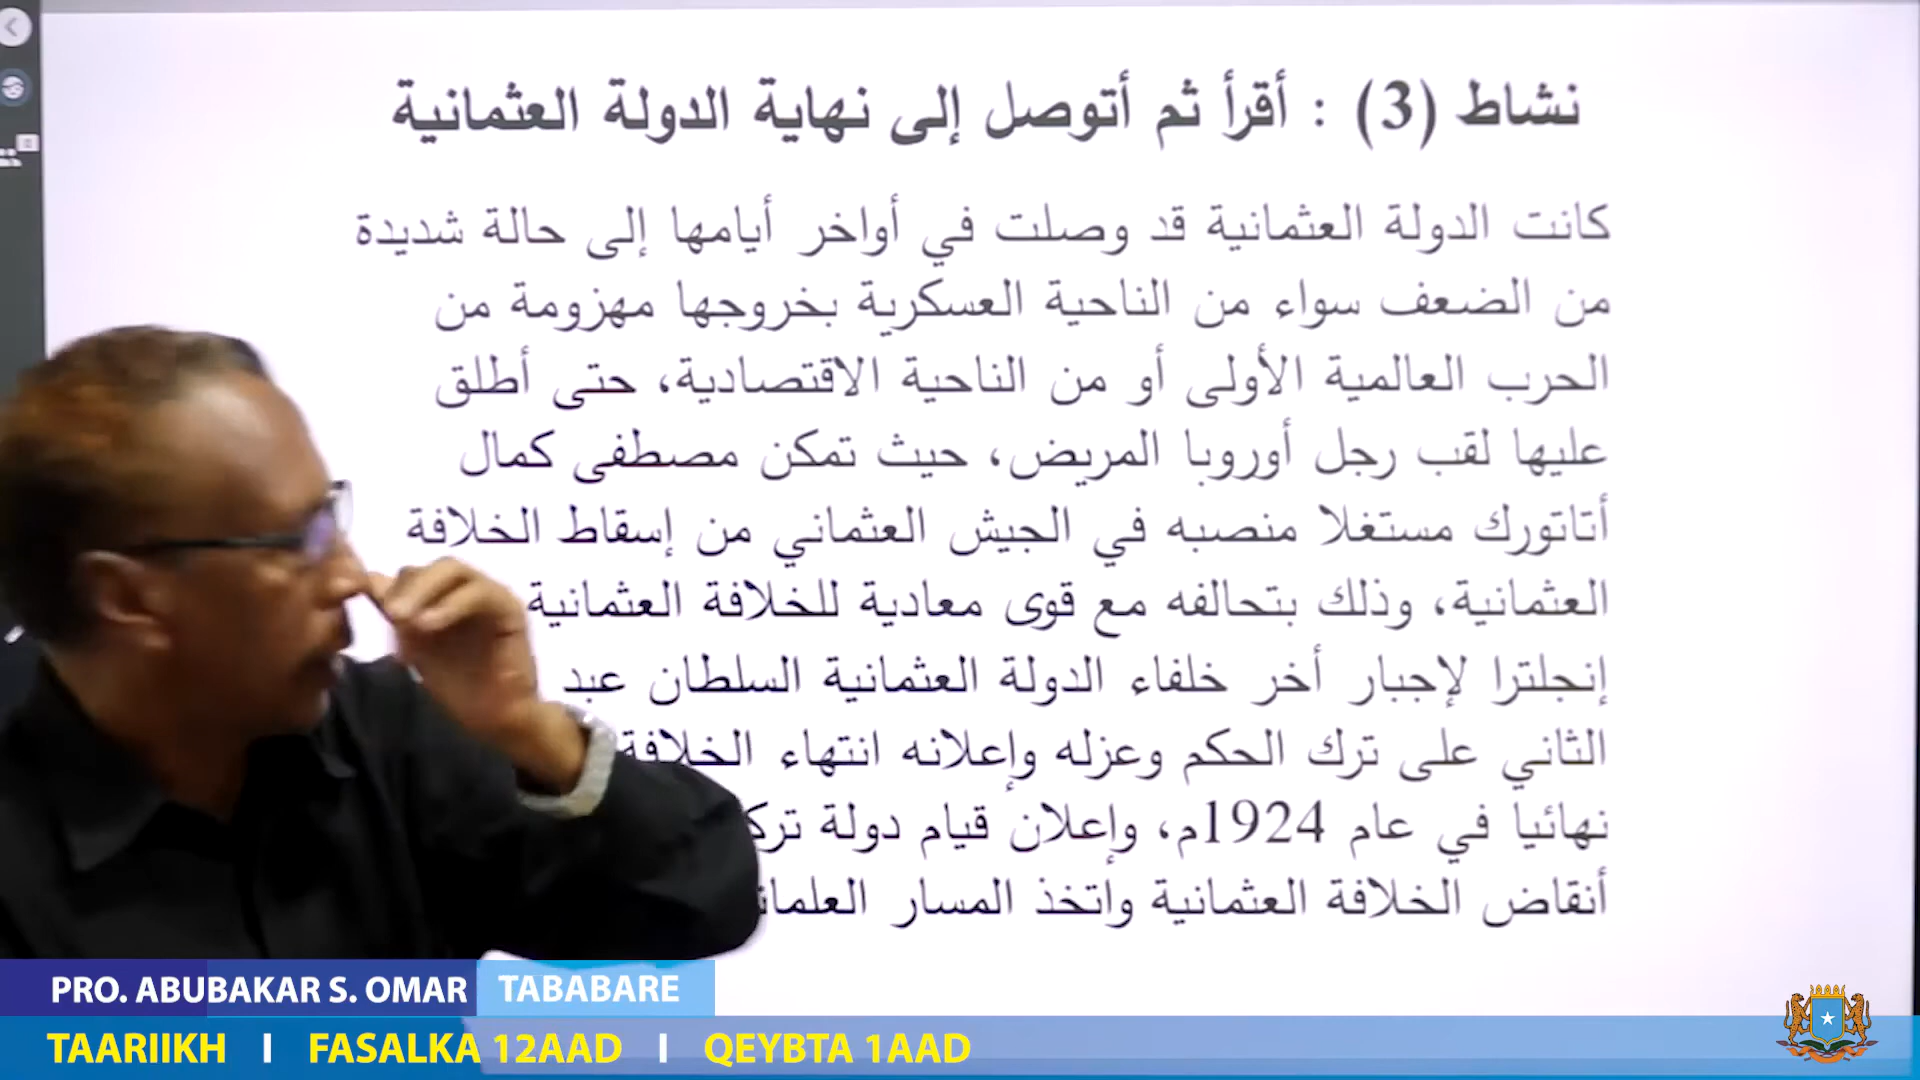 نشاط (3) : أقرأ ثم أتوصل إلى نهاية الدولة العثمانية
كانت الدولة العثمانية قد وصلت في أواخر أيامها إلى حالة شديدة
من الضعف سواء من الناحية العسكرية بخروجها مهزومة من
الحرب العالمية الأولى أو من الناحية الاقتصادية، حتى أطلق
عليها لقب رجل أوروبا المريض، حيث تمكن مصطفى كمال
أتاتورك مستغلا منصبه في الجيش العثماني من إسقاط الخلافة
العثمانية، وذلك بتحالفه مع قوى معادية للخلافة العثمانية
إنجلترا لإجبار أخر خلفاء الدولة العثمانية السلطان عبد
الثاني على ترك الحكم وعزله وإعلانه انتهاء الخلافة
نهائيا في عام 1924م، وإعلان قيام دولة
أنقاض الخلافة العثمانية واتخذ المسار
PRO. ABUBAKAR S. OMAR TABABARE
TAARIIKH I FASALKA 12AAD I QEYBTA 1AAD